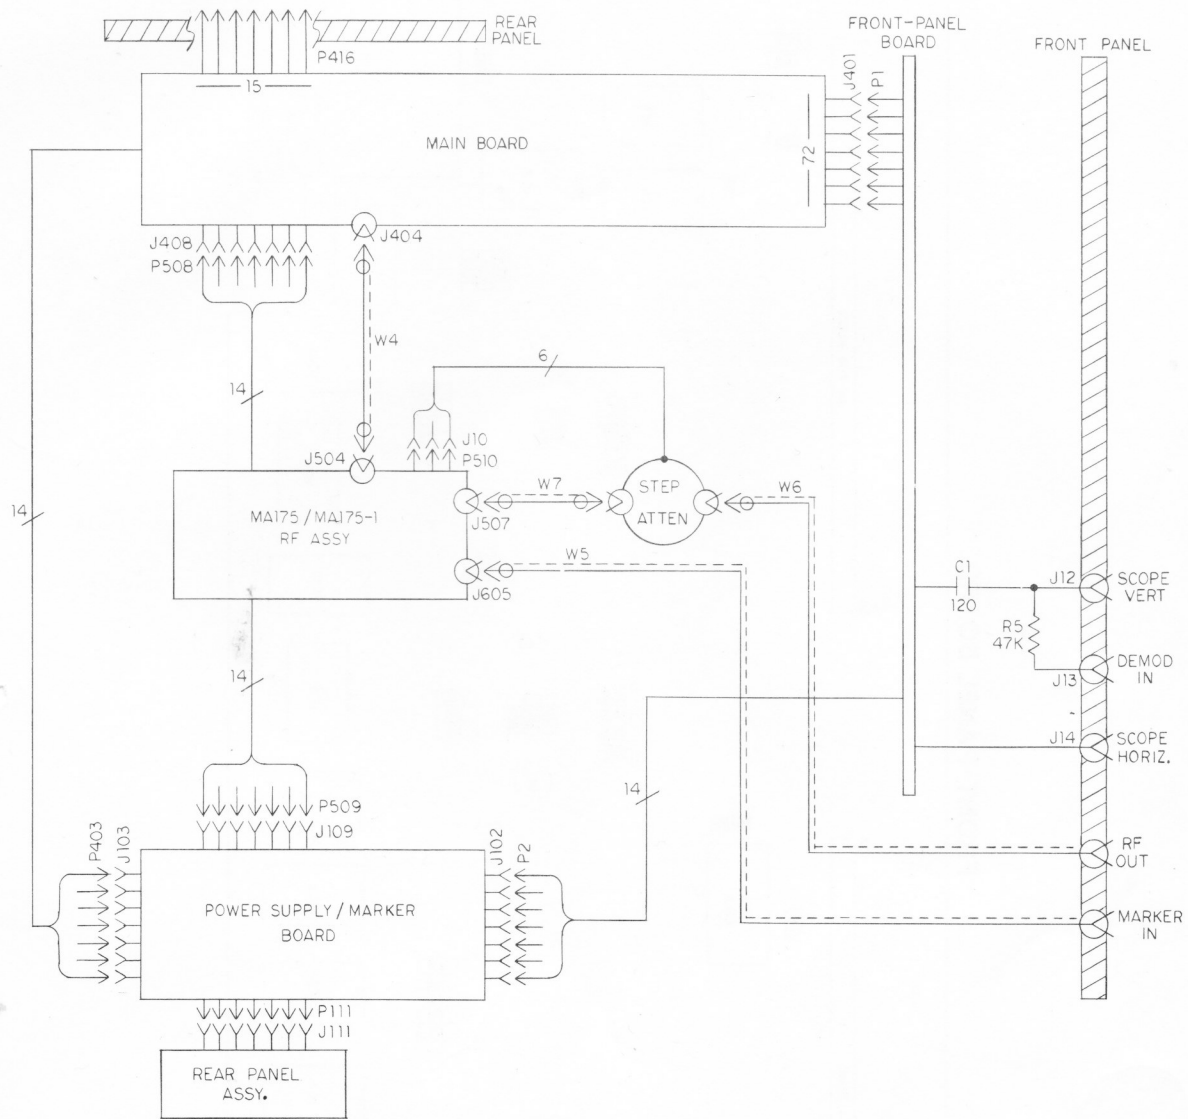 REAR
PANEL
P416
15
FRONT-PANEL
BOARD
FRONT PANEL
J401
P1
72
MAIN BOARD
J408
P508
J404
W4
14
6
J10
P510
J504
MA175/MA175-1
RF ASSY
J507
J605
W7
STEP
ATTEN
W6
W5
14
C1
120
R5
47K
J12
SCOPE
VERT
J13
DEMOD
IN
J14
SCOPE
HORIZ.
14
14
P509
J109
P403
J103
J102
P2
RF
OUT
POWER SUPPLY/MARKER
BOARD
MARKER
IN
P111
J111
REAR PANEL
ASSY.